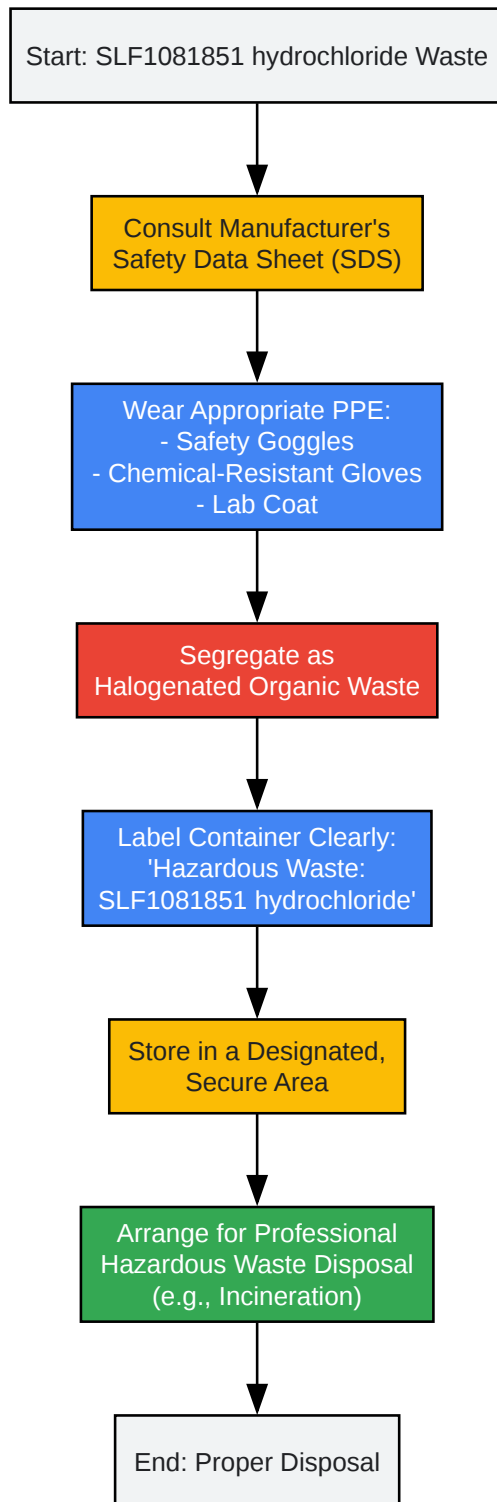 Start: SLF1081851 hydrochloride Waste
Consult Manufacturer's
Safety Data Sheet (SDS)
Wear Appropriate PPE:
- Safety Goggles
- Chemical-Resistant Gloves
- Lab Coat
Segregate as
Halogenated Organic Waste
Label Container Clearly:
'Hazardous Waste:
SLF1081851 hydrochloride'
Store in a Designated,
Secure Area
Arrange for Professional
Hazardous Waste Disposal
(e.g., Incineration)
End: Proper Disposal